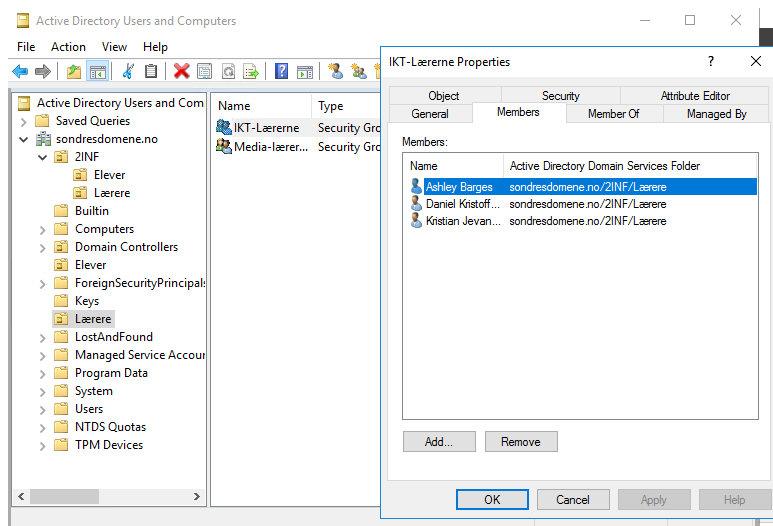 Active Directory Users and Computers
File Action View Help
Active Directory Users and Com
Saved Queries
sondresdomene.no
2INF
Elever
Lærere
Builtin
Computers
Domain Controllers
Elever
ForeignSecurityPrincipals
Keys
Lærere
LostAndFound
Managed Service Accour
Program Data
System
Users
NTDS Quotas
TPM Devices
Name Type
IKT-Lærerne Security Gro
Media-lærer... Security Gro
IKT-Lærerne Properties
Object Security Attribute Editor
General Members Member Of Managed By
Members:
Name Active Directory Domain Services Folder
Ashley Barges sondresdomene.no/2INF/Lærere
Daniel Kristoff... sondresdomene.no/2INF/Lærere
Kristian Jevan... sondresdomene.no/2INF/Lærere
Add... Remove
OK Cancel Apply Help